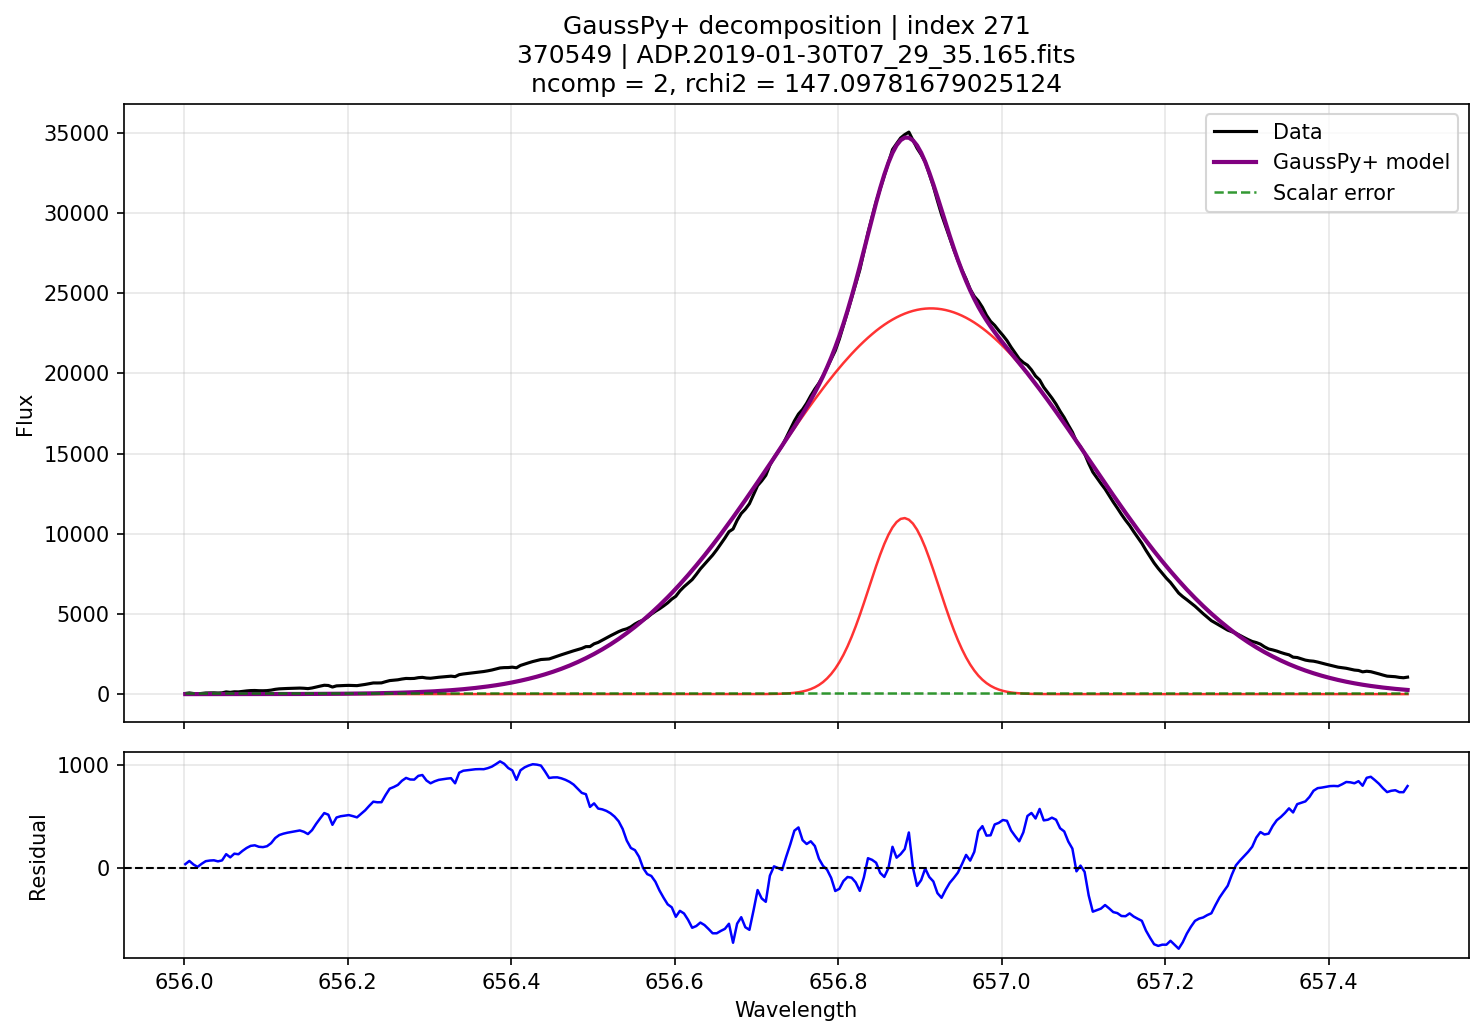 GaussPy+ decomposition | index 271
370549 | ADP.2019-01-30T07_29_35.165.fits
ncomp = 2, rchi2 = 147.09781679025124
Data
GaussPy+ model
Scalar error
Flux
35000
30000
25000
20000
15000
10000
5000
0
Residual
1000
0
656.0 656.2 656.4 656.6 656.8 657.0 657.2 657.4
Wavelength